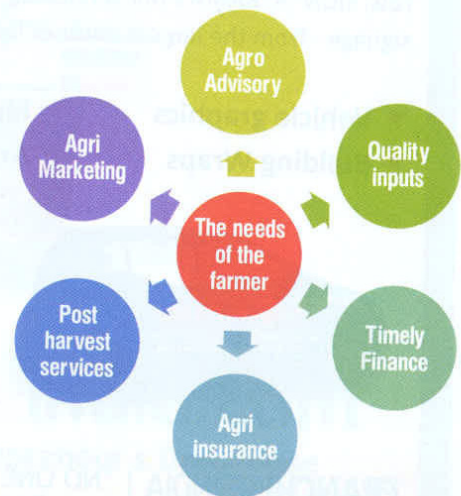 Agro
Advisory
Agri
Marketing
Quality
inputs
The needs
of the
farmer
Post
harvest
services
Timely
Finance
Agri
insurance